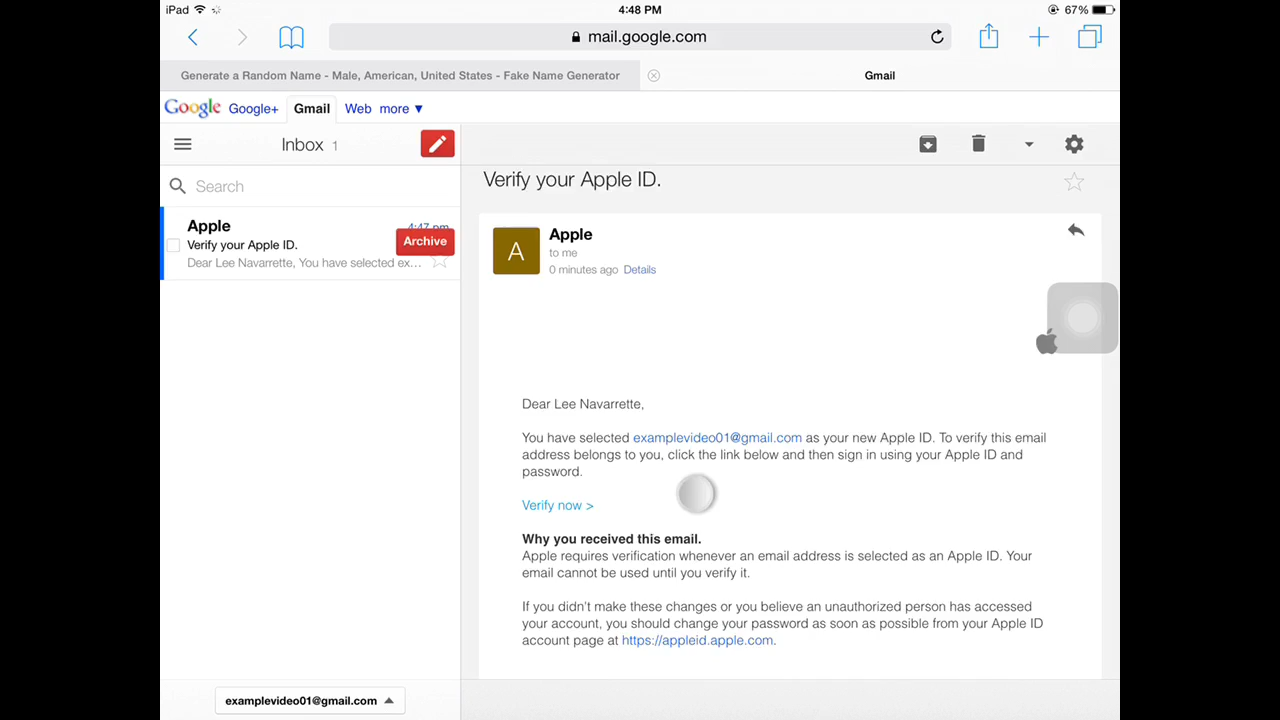 iPad
4:48 PM
67%
mail.google.com
Generate a Random Name - Male, American, United States - Fake Name Generator
Gmail
Google Google+ Gmail Web more ▼
Inbox 1
Search
Verify your Apple ID.
Apple
4:47 pm
Verify your Apple ID.
Archive
Dear Lee Navarrette, You have selected ex...
A
Apple
to me
0 minutes ago Details
Dear Lee Navarrette,
You have selected examplevideo01@gmail.com as your new Apple ID. To verify this email
address belongs to you, click the link below and then sign in using your Apple ID and
password.
Verify now >
Why you received this email.
Apple requires verification whenever an email address is selected as an Apple ID. Your
email cannot be used until you verify it.
If you didn't make these changes or you believe an unauthorized person has accessed
your account, you should change your password as soon as possible from your Apple ID
account page at https://appleid.apple.com.
examplevideo01@gmail.com